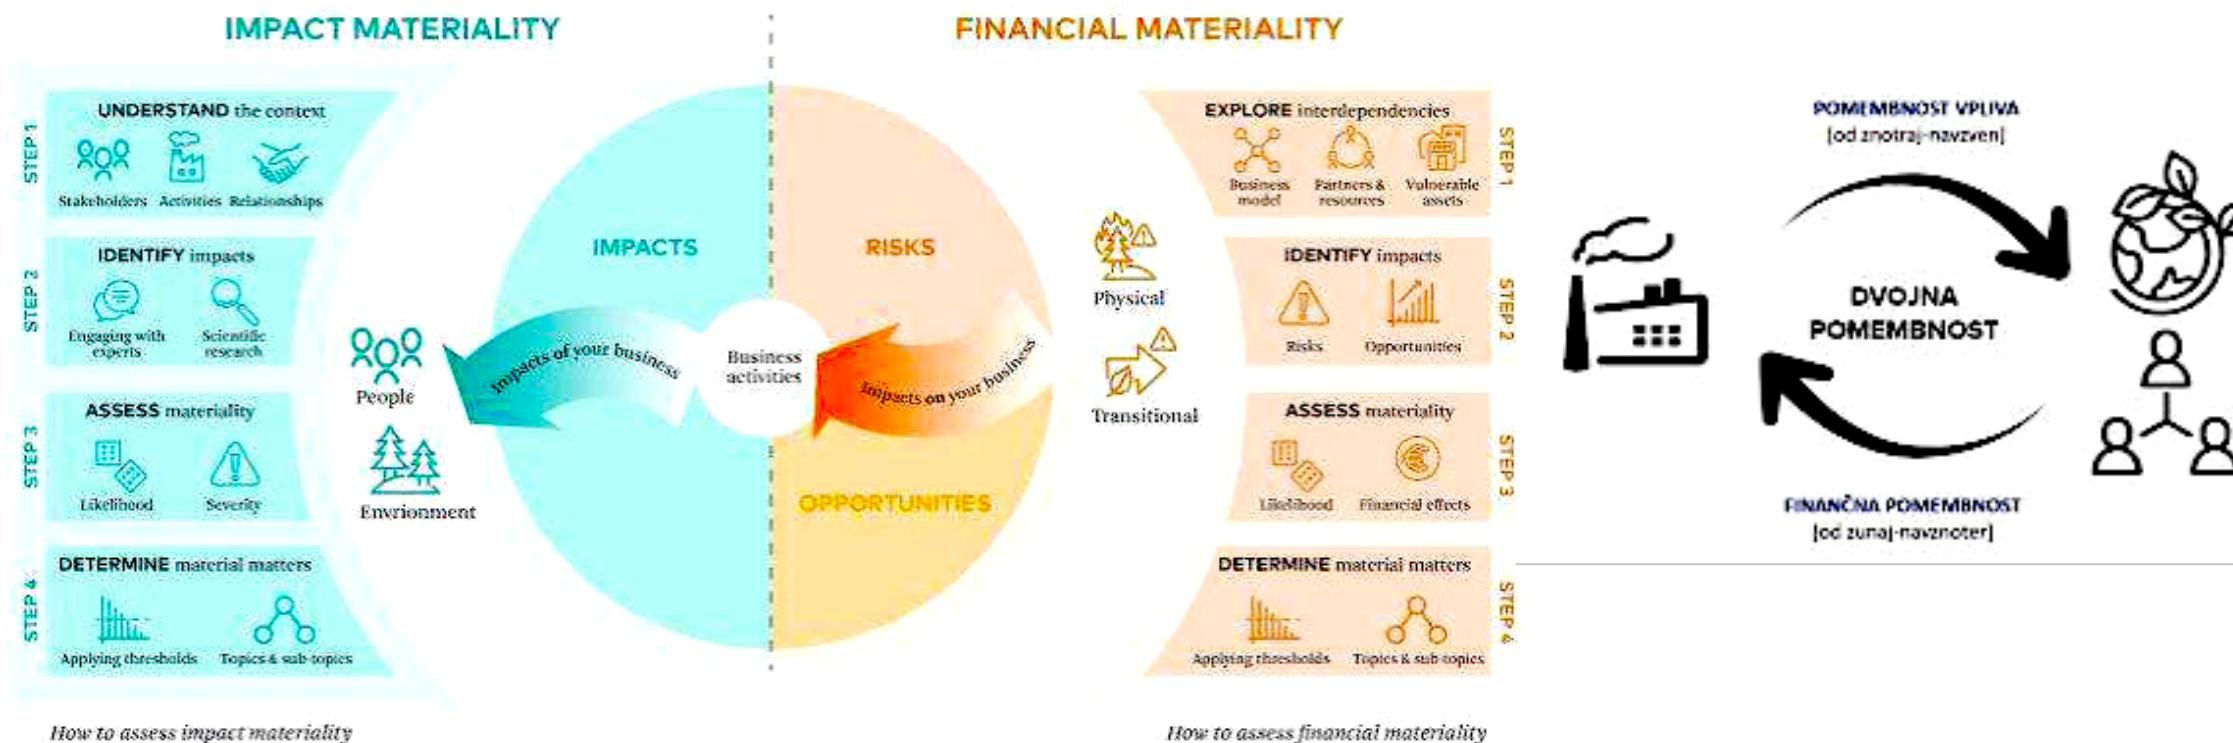 IMPACT MATERIALITY
FINANCIAL MATERIALITY
STEP 1
UNDERSTAND the context
Stakeholders Activities Relationships
STEP 2
IDENTIFY impacts
Engaging with
experts
Scientific
research
STEP 3
ASSESS materiality
Likelihood Severity
STEP 4
DETERMINE material matters
Applying thresholds Topics & sub-topics
How to assess impact materiality
People
Envrionment
IMPACTS
Impacts of your business
Business
activities
RISKS
Impacts on your business
OPPORTUNITIES
Physical
Transitional
STEP 1
EXPLORE interdependencies
Business
model
Partners &
resources
Vulnerable
assets
STEP 2
IDENTIFY impacts
Risks Opportunities
STEP 3
ASSESS materiality
Likelihood Financial effects
STEP 4
DETERMINE material matters
Applying thresholds Topics & sub-topics
How to assess financial materiality
POMEMBNOST VPLIVA
[od znotraj-navzven]
DVOJNA
POMEMBNOST
FINANČNA POMEMBNOST
[od zunaj-navznoter]